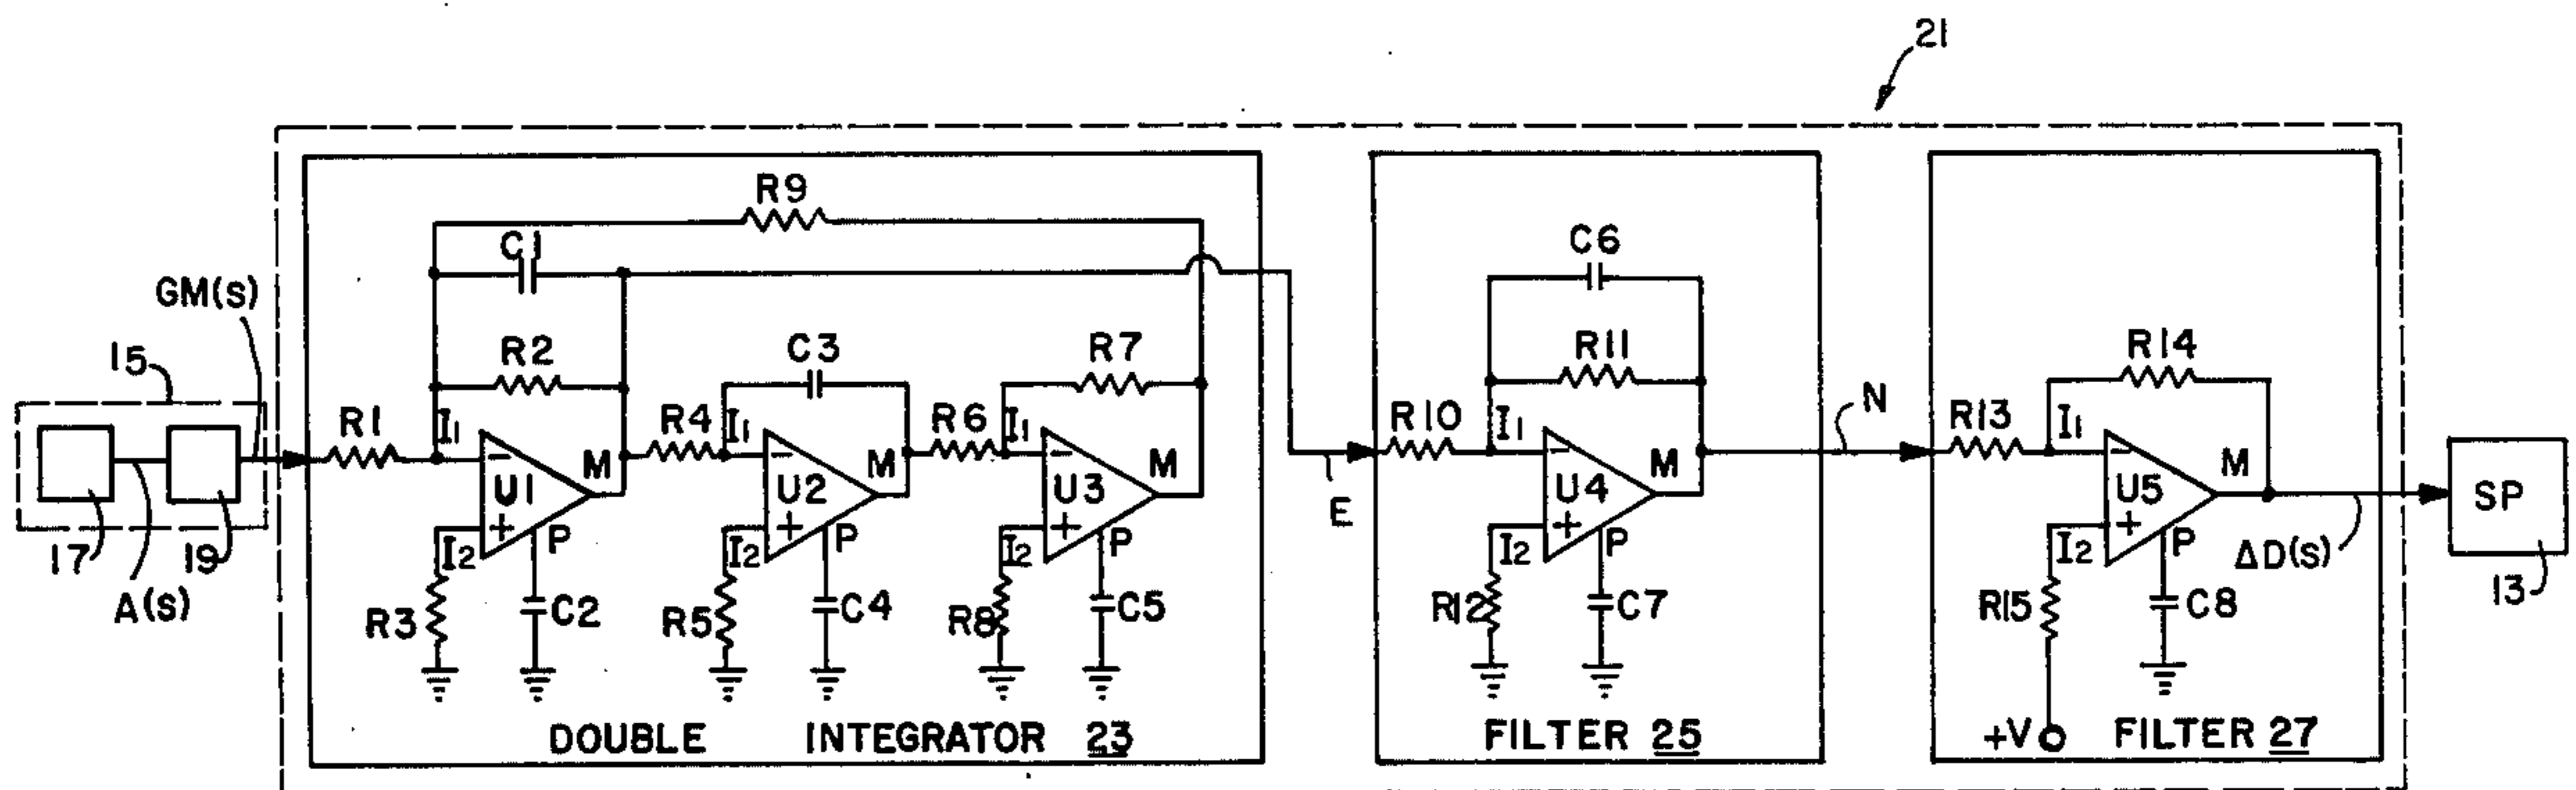 21
R9
C1
C6
GM(s)
R2
C3
R7
R11
R14
15
R1
I1
R4
I1
R6
I1
R10
I1
N
R13
I1
M
M
M
M
M
−
U1
+
−
U2
+
−
U3
+
−
U4
+
−
U5
+
SP
17
19
I2
P
I2
P
I2
P
E
I2
P
I2
P
ΔD(s)
A(s)
R3
C2
R5
C4
R8
C5
R12
C7
R15
C8
13
DOUBLE INTEGRATOR 23
FILTER 25
+V
FILTER 27